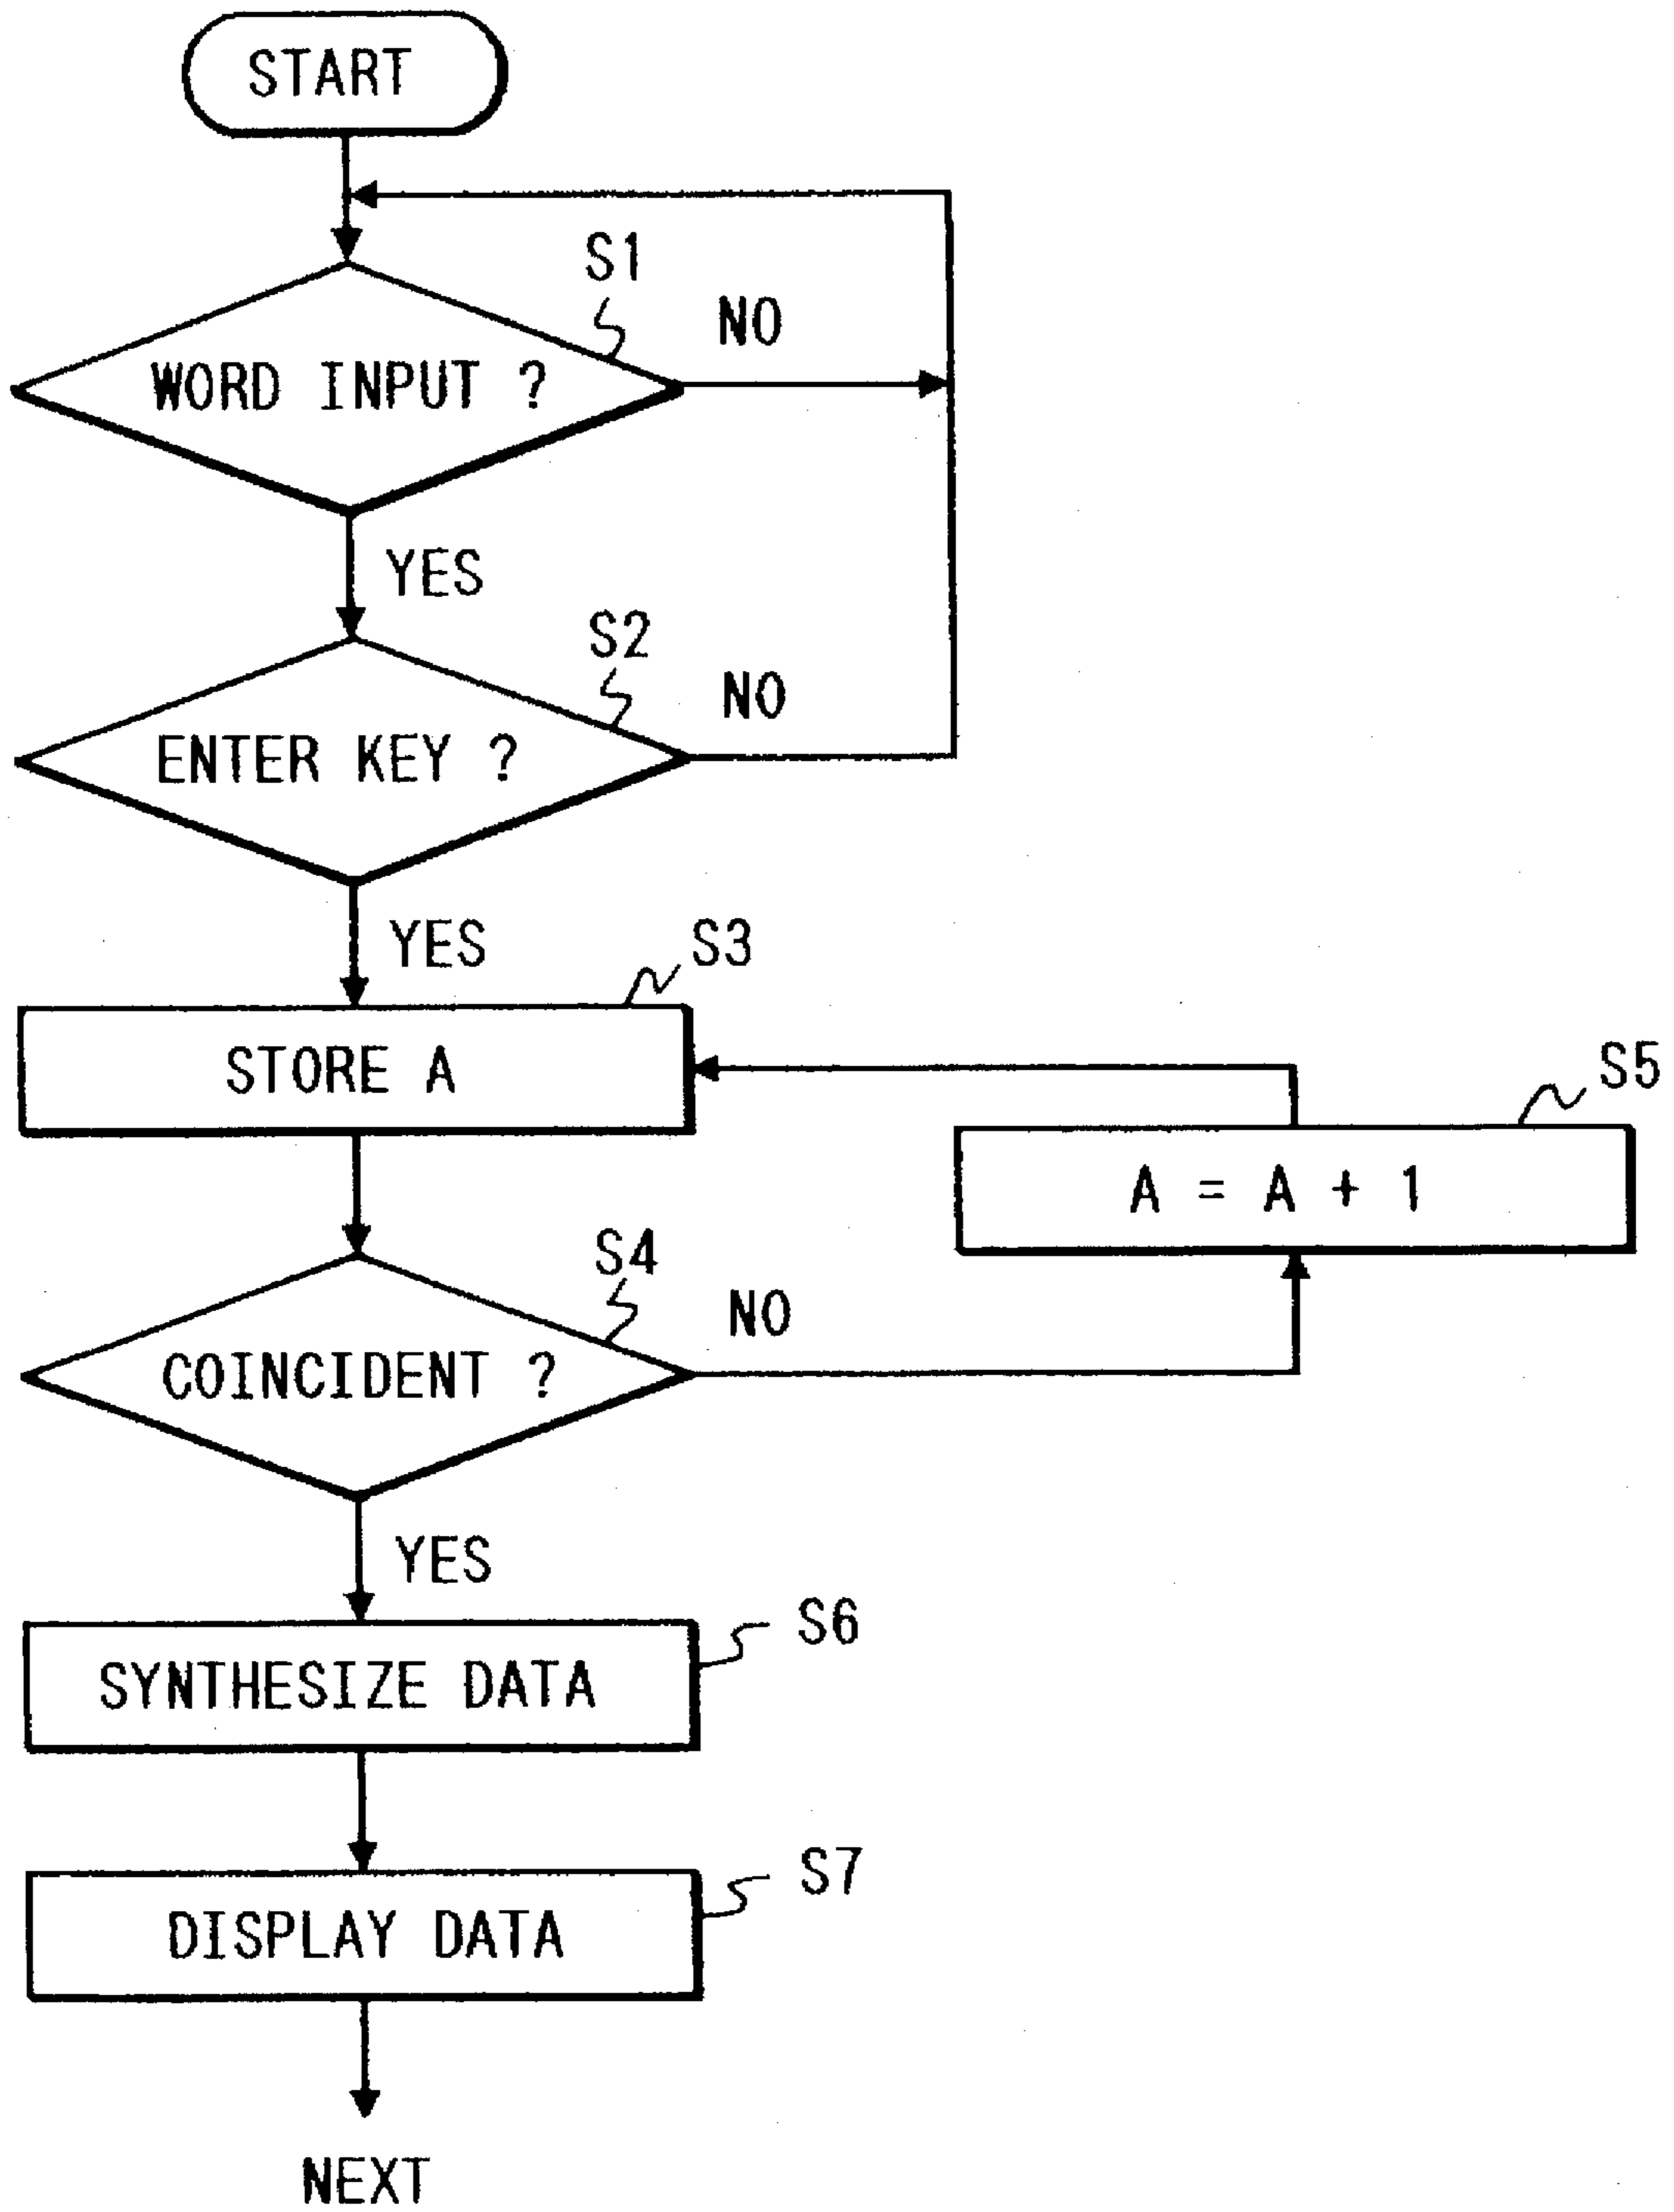 START
S1
NO
WORD INPUT ?
YES
S2
NO
ENTER KEY ?
YES
S3
STORE A
S5
A = A + 1
S4
NO
COINCIDENT ?
YES
S6
SYNTHESIZE DATA
S7
DISPLAY DATA
NEXT